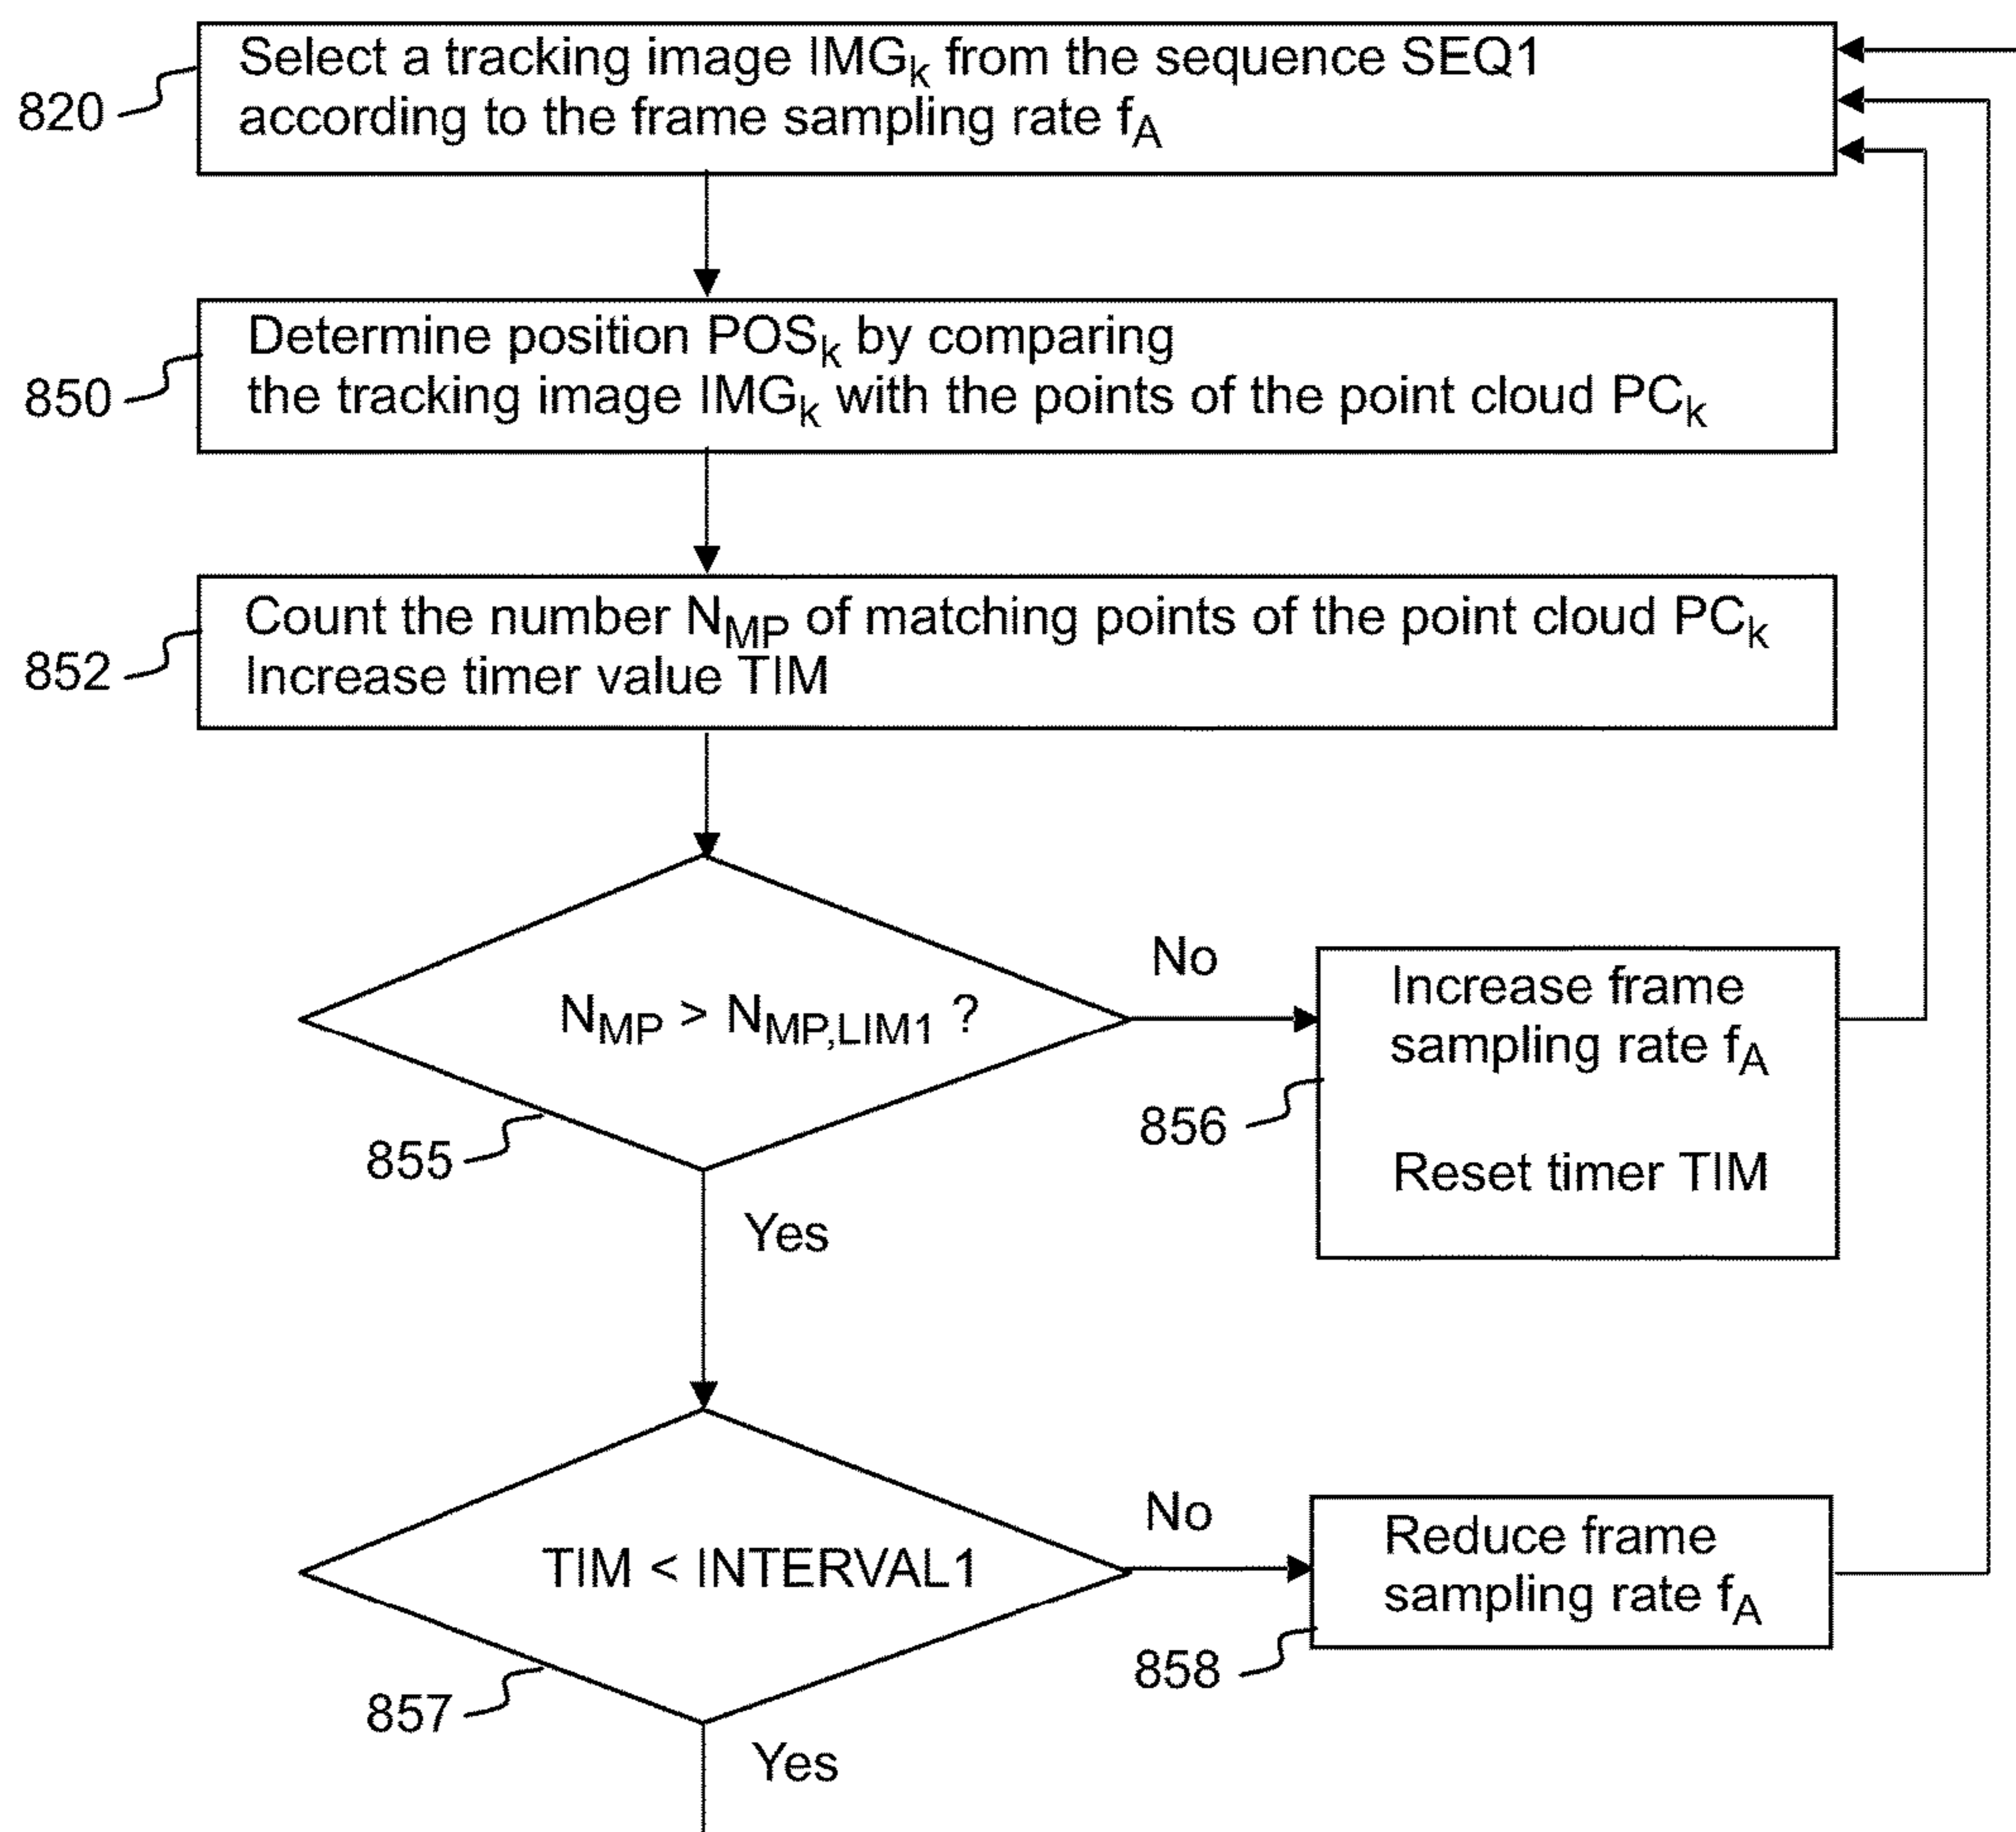 Select a tracking image IMGk from the sequence SEQ1
according to the frame sampling rate fA
820
Determine position POSk by comparing
the tracking image IMGk with the points of the point cloud PCk
850
Count the number NMP of matching points of the point cloud PCk
Increase timer value TIM
852
NMP > NMP,LIM1 ?
855
No
Increase frame
sampling rate fA
Reset timer TIM
856
Yes
TIM < INTERVAL1
857
No
Reduce frame
sampling rate fA
858
Yes